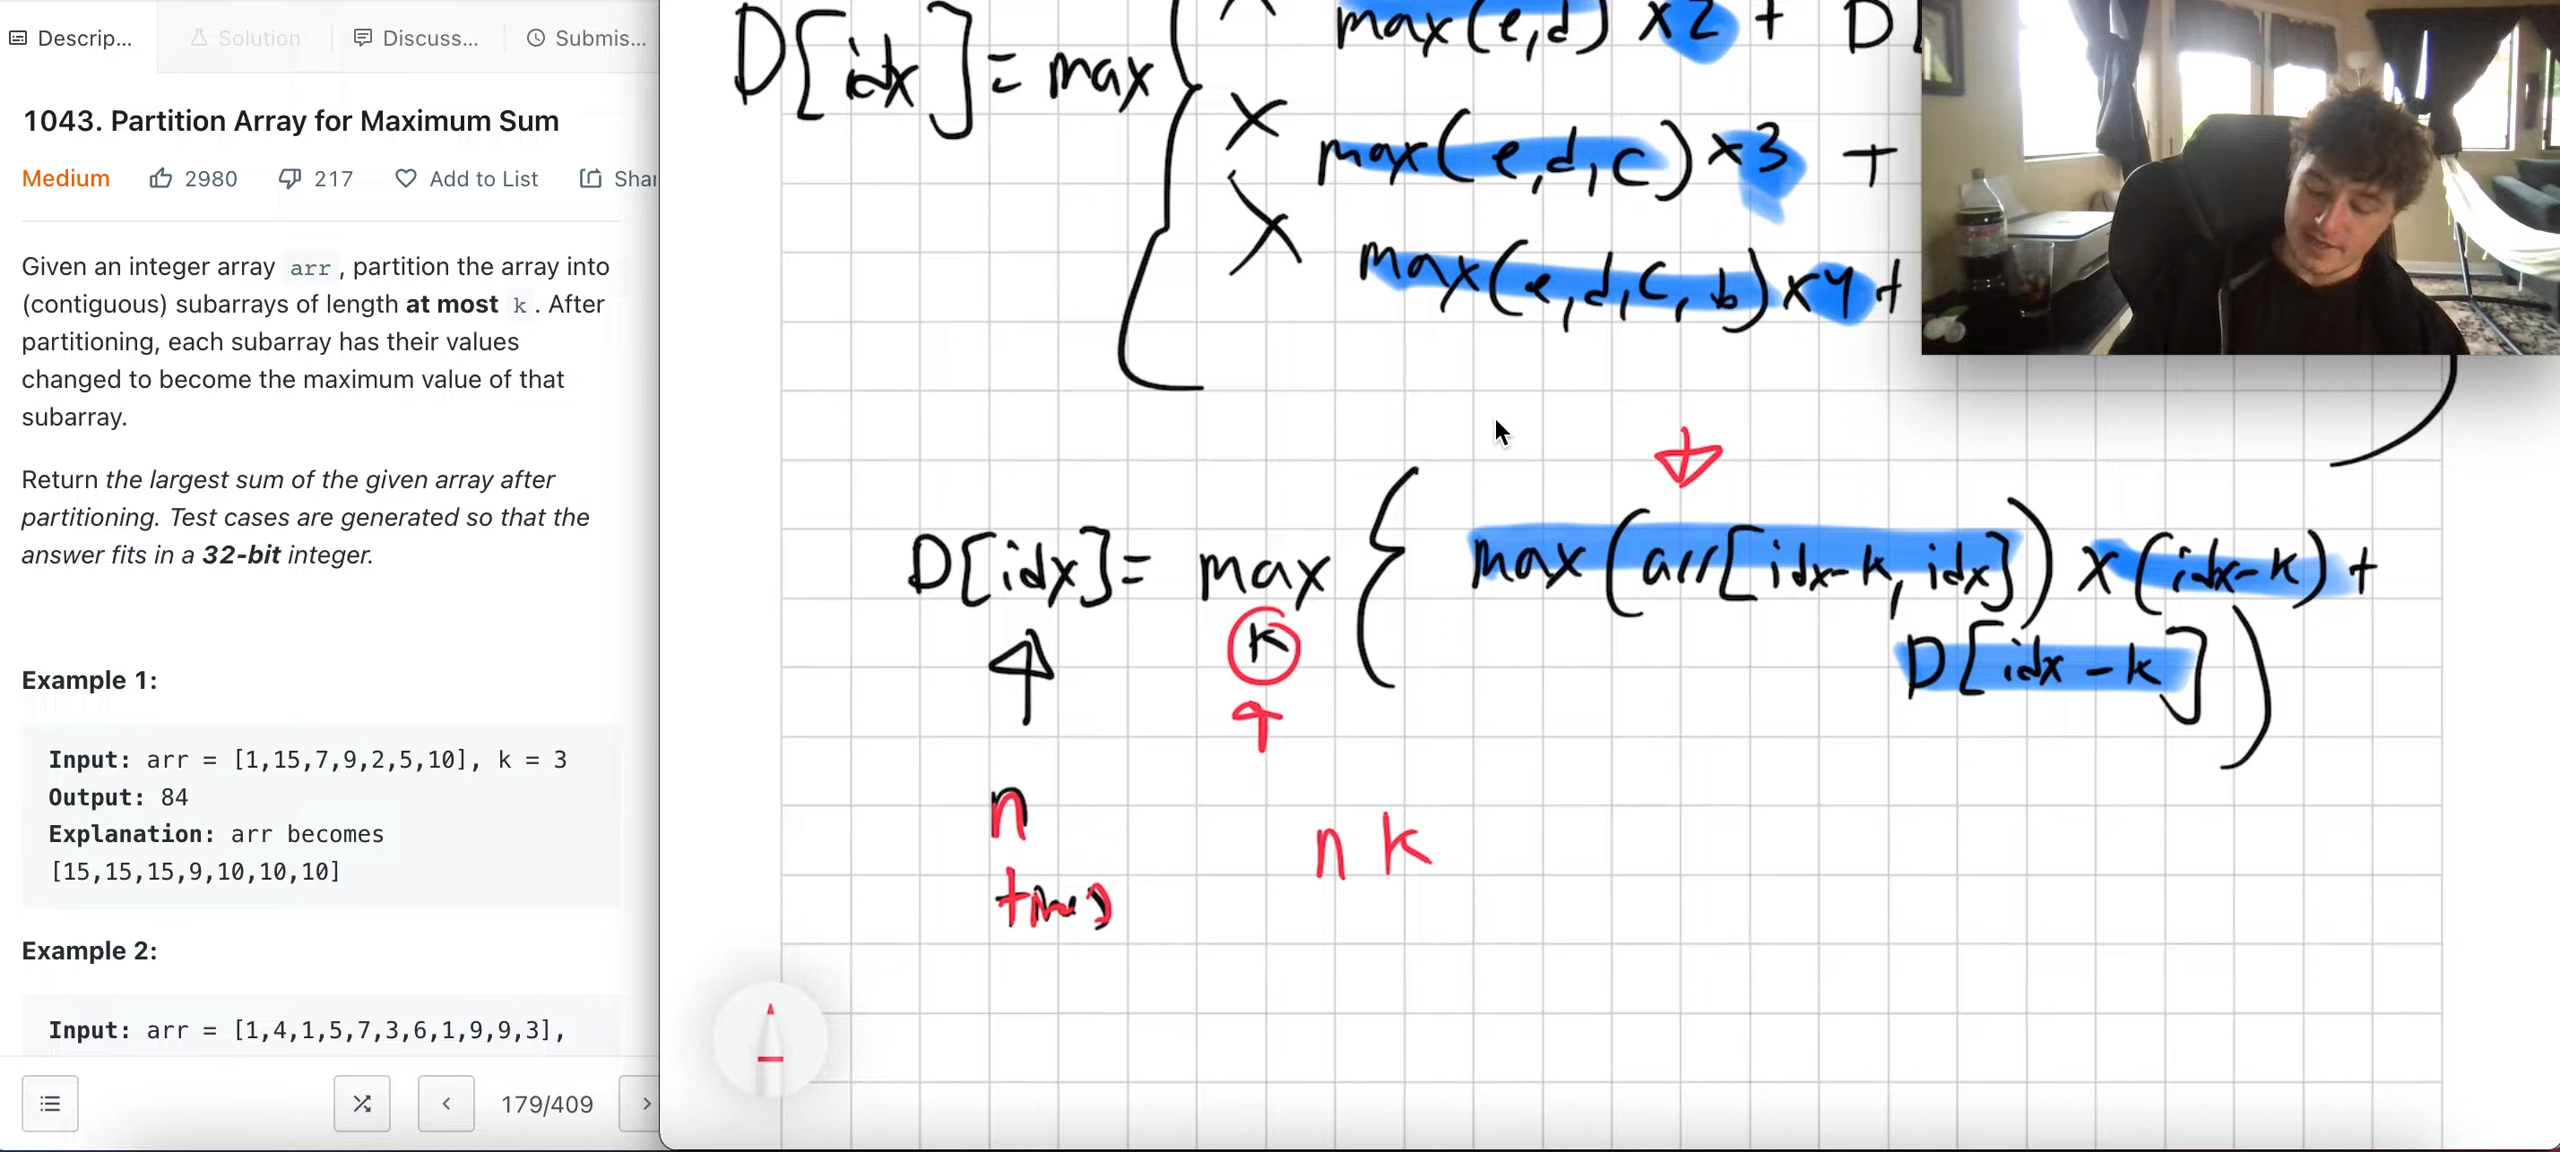 Descrip...
Solution
Discuss...
Submis...
1043. Partition Array for Maximum Sum
Medium 2980 217 Add to List Shar
Given an integer array arr , partition the array into
(contiguous) subarrays of length at most k . After
partitioning, each subarray has their values
changed to become the maximum value of that
subarray.
Return the largest sum of the given array after
partitioning. Test cases are generated so that the
answer fits in a 32-bit integer.
Example 1:
Input: arr = [1,15,7,9,2,5,10], k = 3
Output: 84
Explanation: arr becomes
[15,15,15,9,10,10,10]
Example 2:
Input: arr = [1,4,1,5,7,3,6,1,9,9,3],
179/409
max(e,d) x2 + D[
D[idx] = max {
max(e,d,c) x3 +
max(e,d,c,b) x4 +
D[idx] = max { max(arr[idx-k, idx]) x (idx-k) +
k
D[idx-k] )
n
times
n k